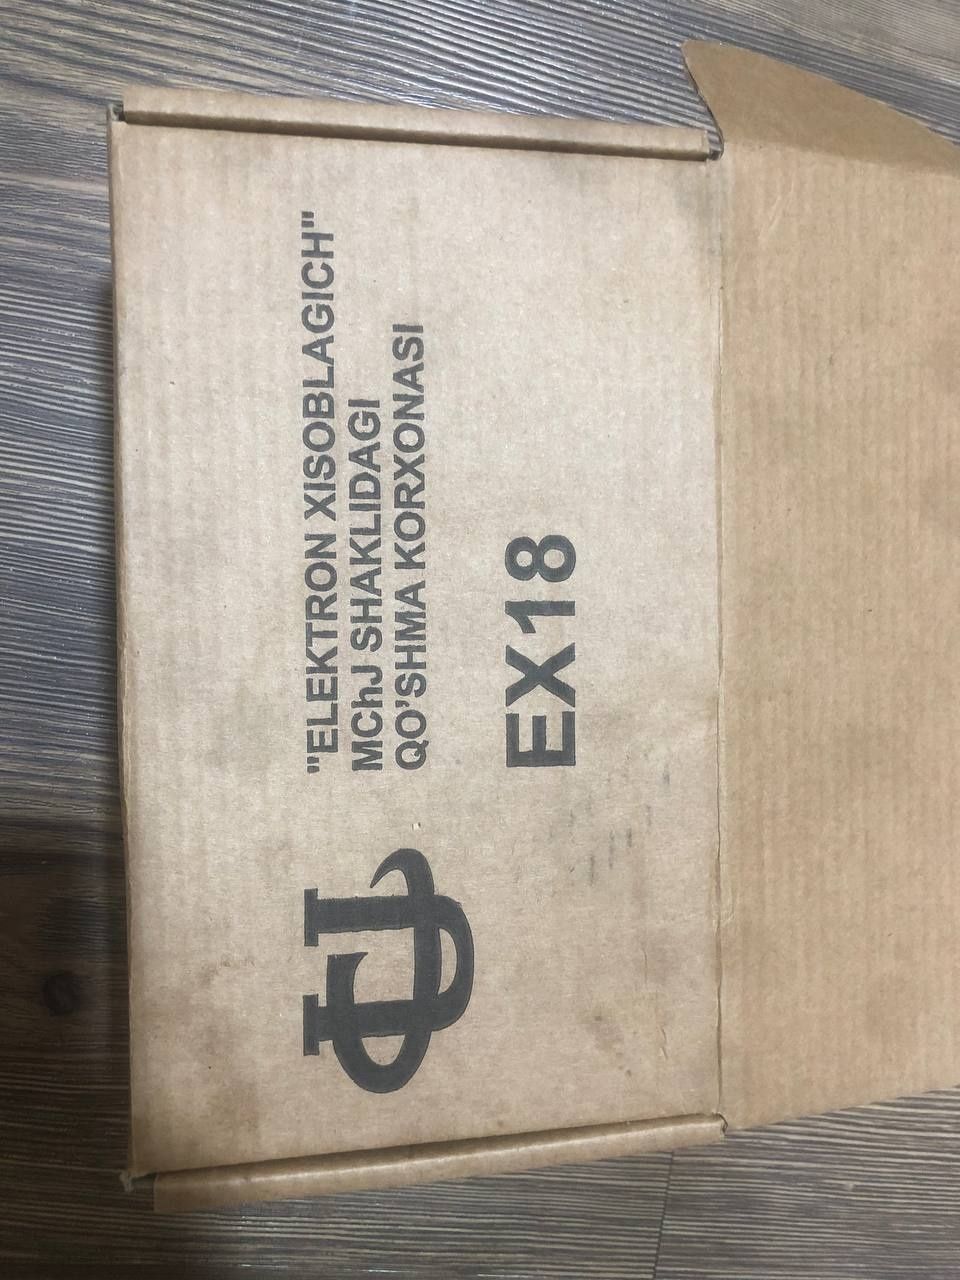 "ELEKTRON XISOBLAGICH"
MChJ SHAKLIDAGI
QO'SHMA KORXONASI
EX18